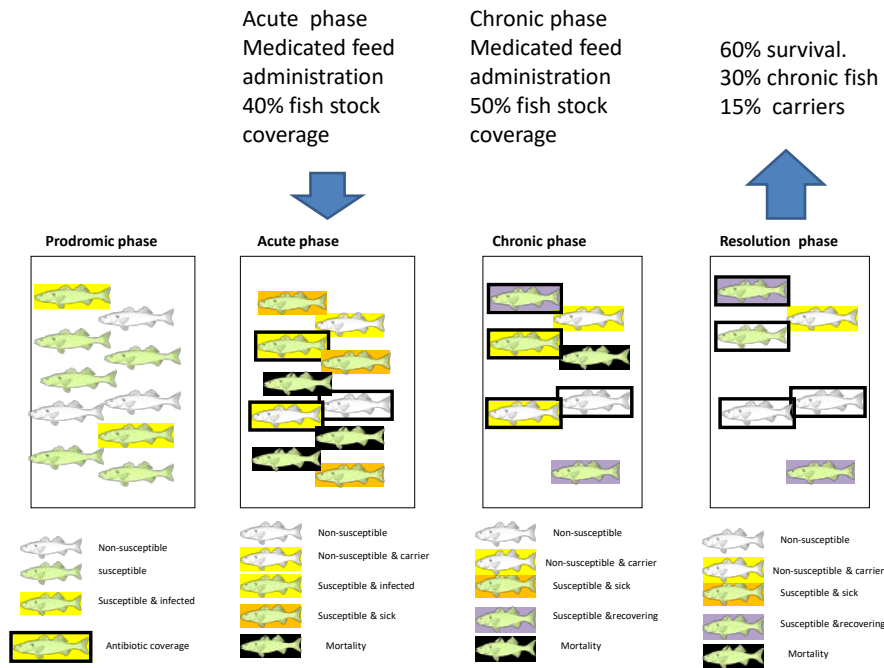 Acute phase
Medicated feed
administration
40% fish stock
coverage
Chronic phase
Medicated feed
administration
50% fish stock
coverage
60% survival.
30% chronic fish
15% carriers
Prodromic phase
Acute phase
Chronic phase
Resolution phase
Non-susceptible
susceptible
Susceptible & infected
Antibiotic coverage
Non-susceptible
Non-susceptible & carrier
Susceptible & infected
Susceptible & sick
Mortality
Non-susceptible
Non-susceptible & carrier
Susceptible & sick
Susceptible &recovering
Mortality
Non-susceptible
Non-susceptible & carrier
Susceptible & sick
Susceptible &recovering
Mortality